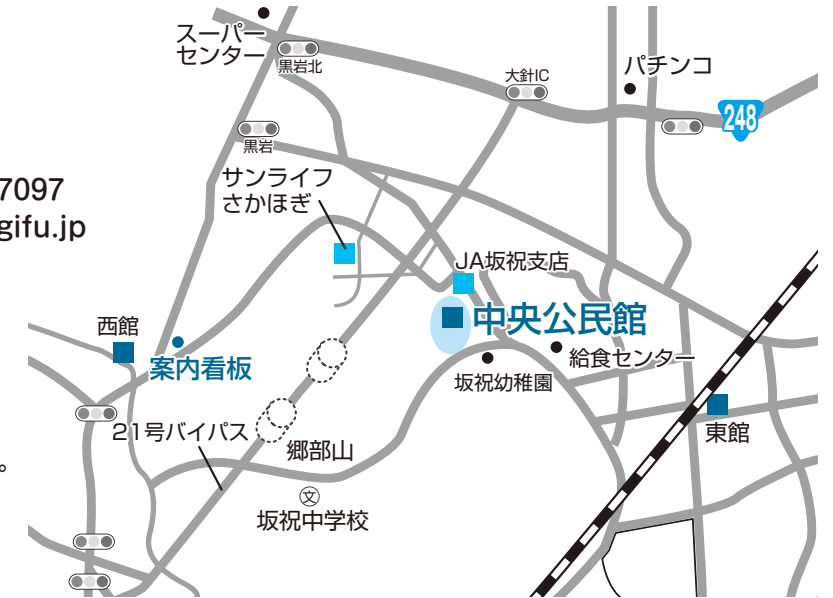 スーパー
センター
黒岩北
大針IC
パチンコ
248
黒岩
7097
サンライフ
さかほぎ
gifu.jp
JA坂祝支店
中央公民館
西館
案内看板
給食センター
坂祝幼稚園
21号バイパス
東館
郷部山
。
文
坂祝中学校